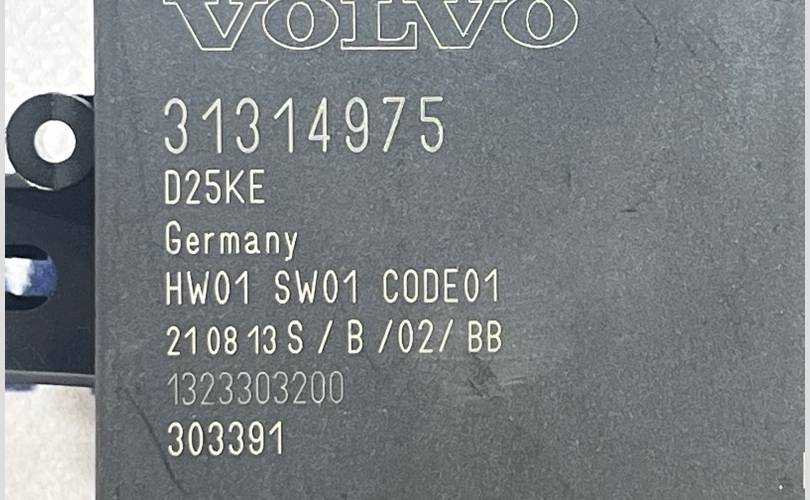 VOLVO
31314975
D25KE
Germany
HW01 SW01 CODE01
21 08 13 S / B /02/ BB
1323303200
303391